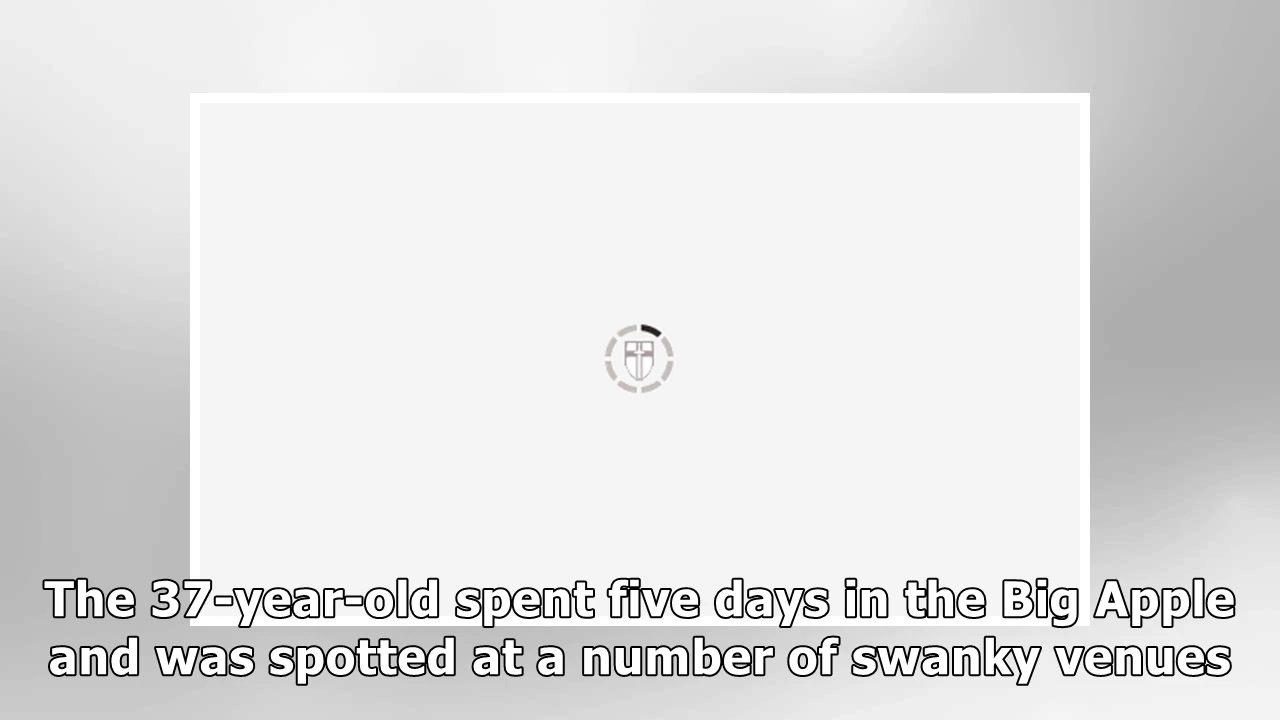 The 37-year-old spent five days in the Big Apple
and was spotted at a number of swanky venues